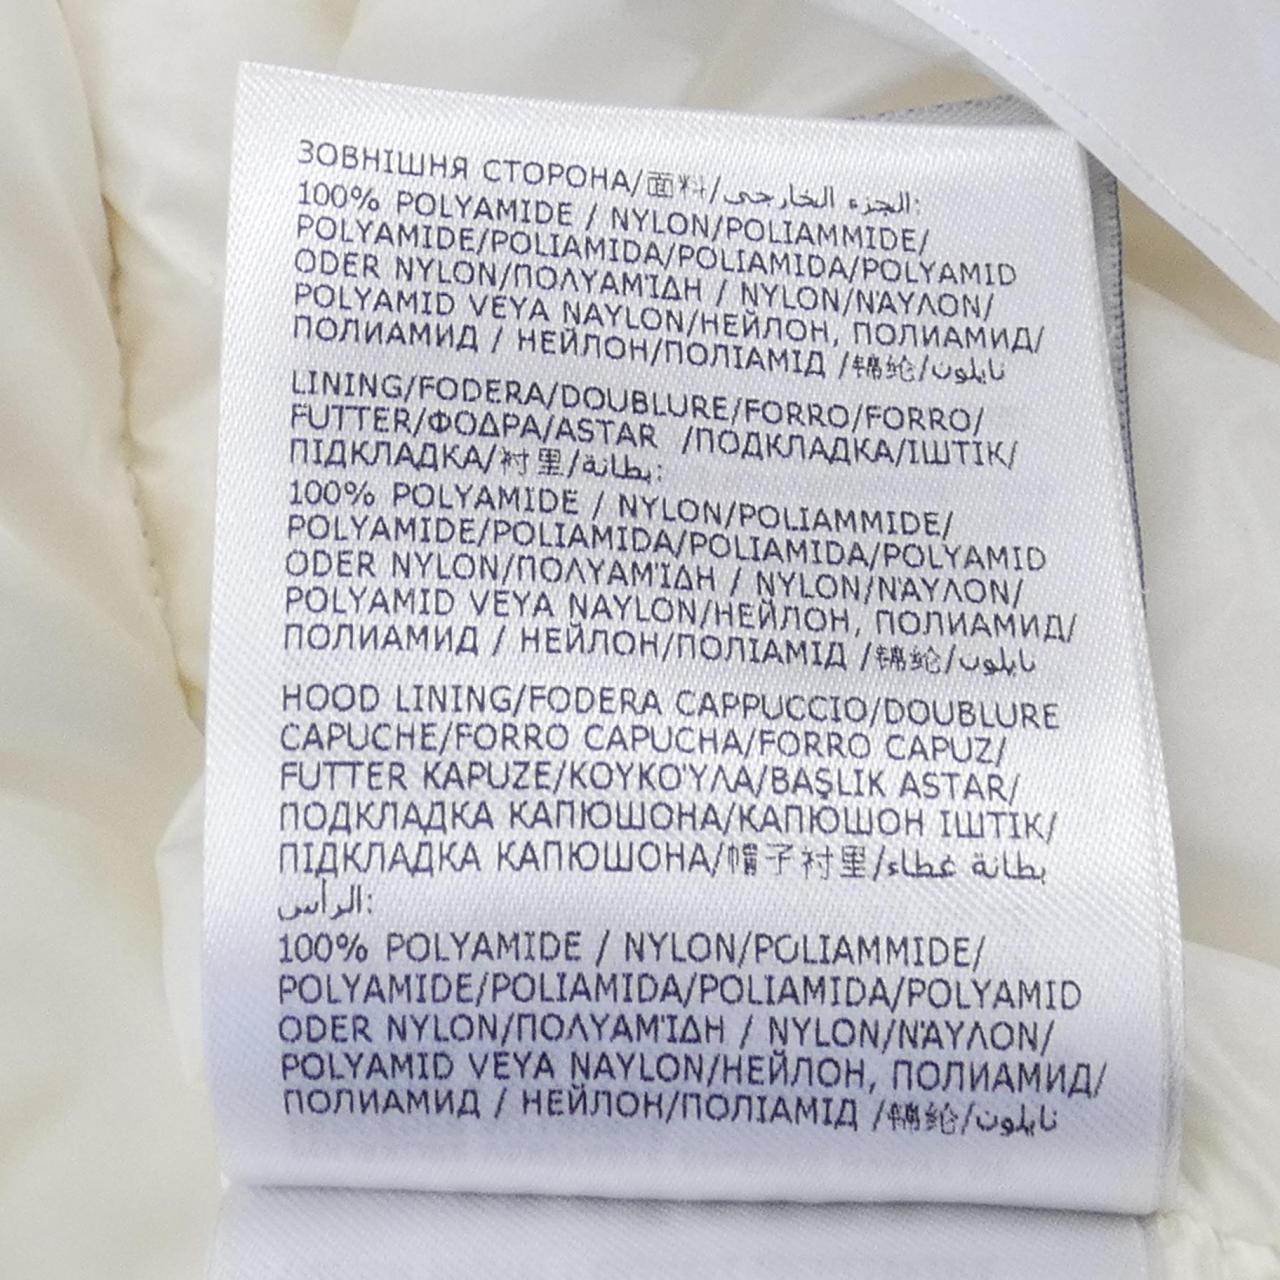 ЗОВНІШНЯ СТОРОНА/面料/الجزء الخارجي:
100% POLYAMIDE / NYLON/POLIAMMIDE/
POLYAMIDE/POLIAMIDA/POLIAMIDA/POLYAMID
ODER NYLON/ΠΟΛΥΑΜΊΔΗ / NYLON/ΝΆΥΛΟΝ/
POLYAMID VEYA NAYLON/НЕЙЛОН, ПОЛИАМИД/
ПОЛИАМИД / НЕЙЛОН/ПОЛІАМІД /锦纶/نايلون
LINING/FODERA/DOUBLURE/FORRO/FORRO/
FUTTER/ΦΟΔΡΑ/ASTAR /ПОДКЛАДКА/ІШТІК/
ПІДКЛАДКА/衬里/بطانة:
100% POLYAMIDE / NYLON/POLIAMMIDE/
POLYAMIDE/POLIAMIDA/POLIAMIDA/POLYAMID
ODER NYLON/ΠΟΛΥΑΜΊΔΗ / NYLON/ΝΆΥΛΟΝ/
POLYAMID VEYA NAYLON/НЕЙЛОН, ПОЛИАМИД/
ПОЛИАМИД / НЕЙЛОН/ПОЛІАМІД /锦纶/نايلون
HOOD LINING/FODERA CAPPUCCIO/DOUBLURE
CAPUCHE/FORRO CAPUCHA/FORRO CAPUZ/
FUTTER KAPUZE/ΚΟΥΚΟΎΛΑ/BAŞLIK ASTAR/
ПОДКЛАДКА КАПЮШОНА/КАПЮШОН ІШТІК/
ПІДКЛАДКА КАПЮШОНА/帽子衬里/بطانة غطاء
الرأس:
100% POLYAMIDE / NYLON/POLIAMMIDE/
POLYAMIDE/POLIAMIDA/POLIAMIDA/POLYAMID
ODER NYLON/ΠΟΛΥΑΜΊΔΗ / NYLON/ΝΆΥΛΟΝ/
POLYAMID VEYA NAYLON/НЕЙЛОН, ПОЛИАМИД/
ПОЛИАМИД / НЕЙЛОН/ПОЛІАМІД /锦纶/نايلون